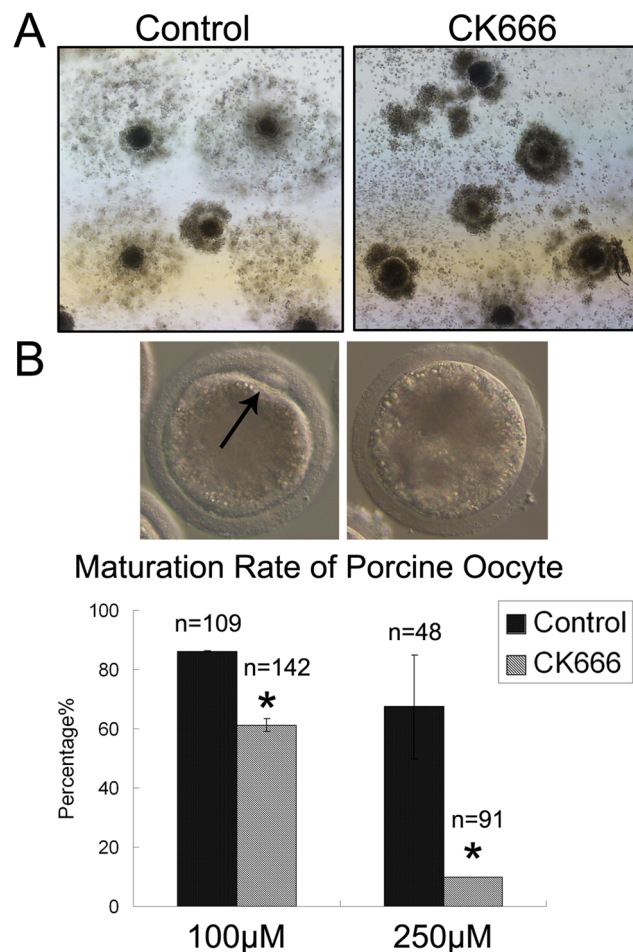 A
Control
CK666
B
Maturation Rate of Porcine Oocyte
Percentage%
100
80
60
40
20
0
n=109
n=142
*
n=48
n=91
*
Control
CK666
100μM
250μM